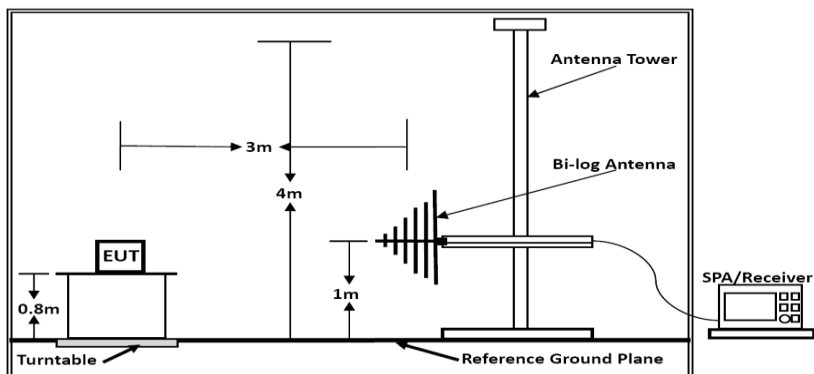 Antenna Tower
3m
Bi-log Antenna
4m
EUT
SPA/Receiver
0.8m
1m
Turntable
Reference Ground Plane